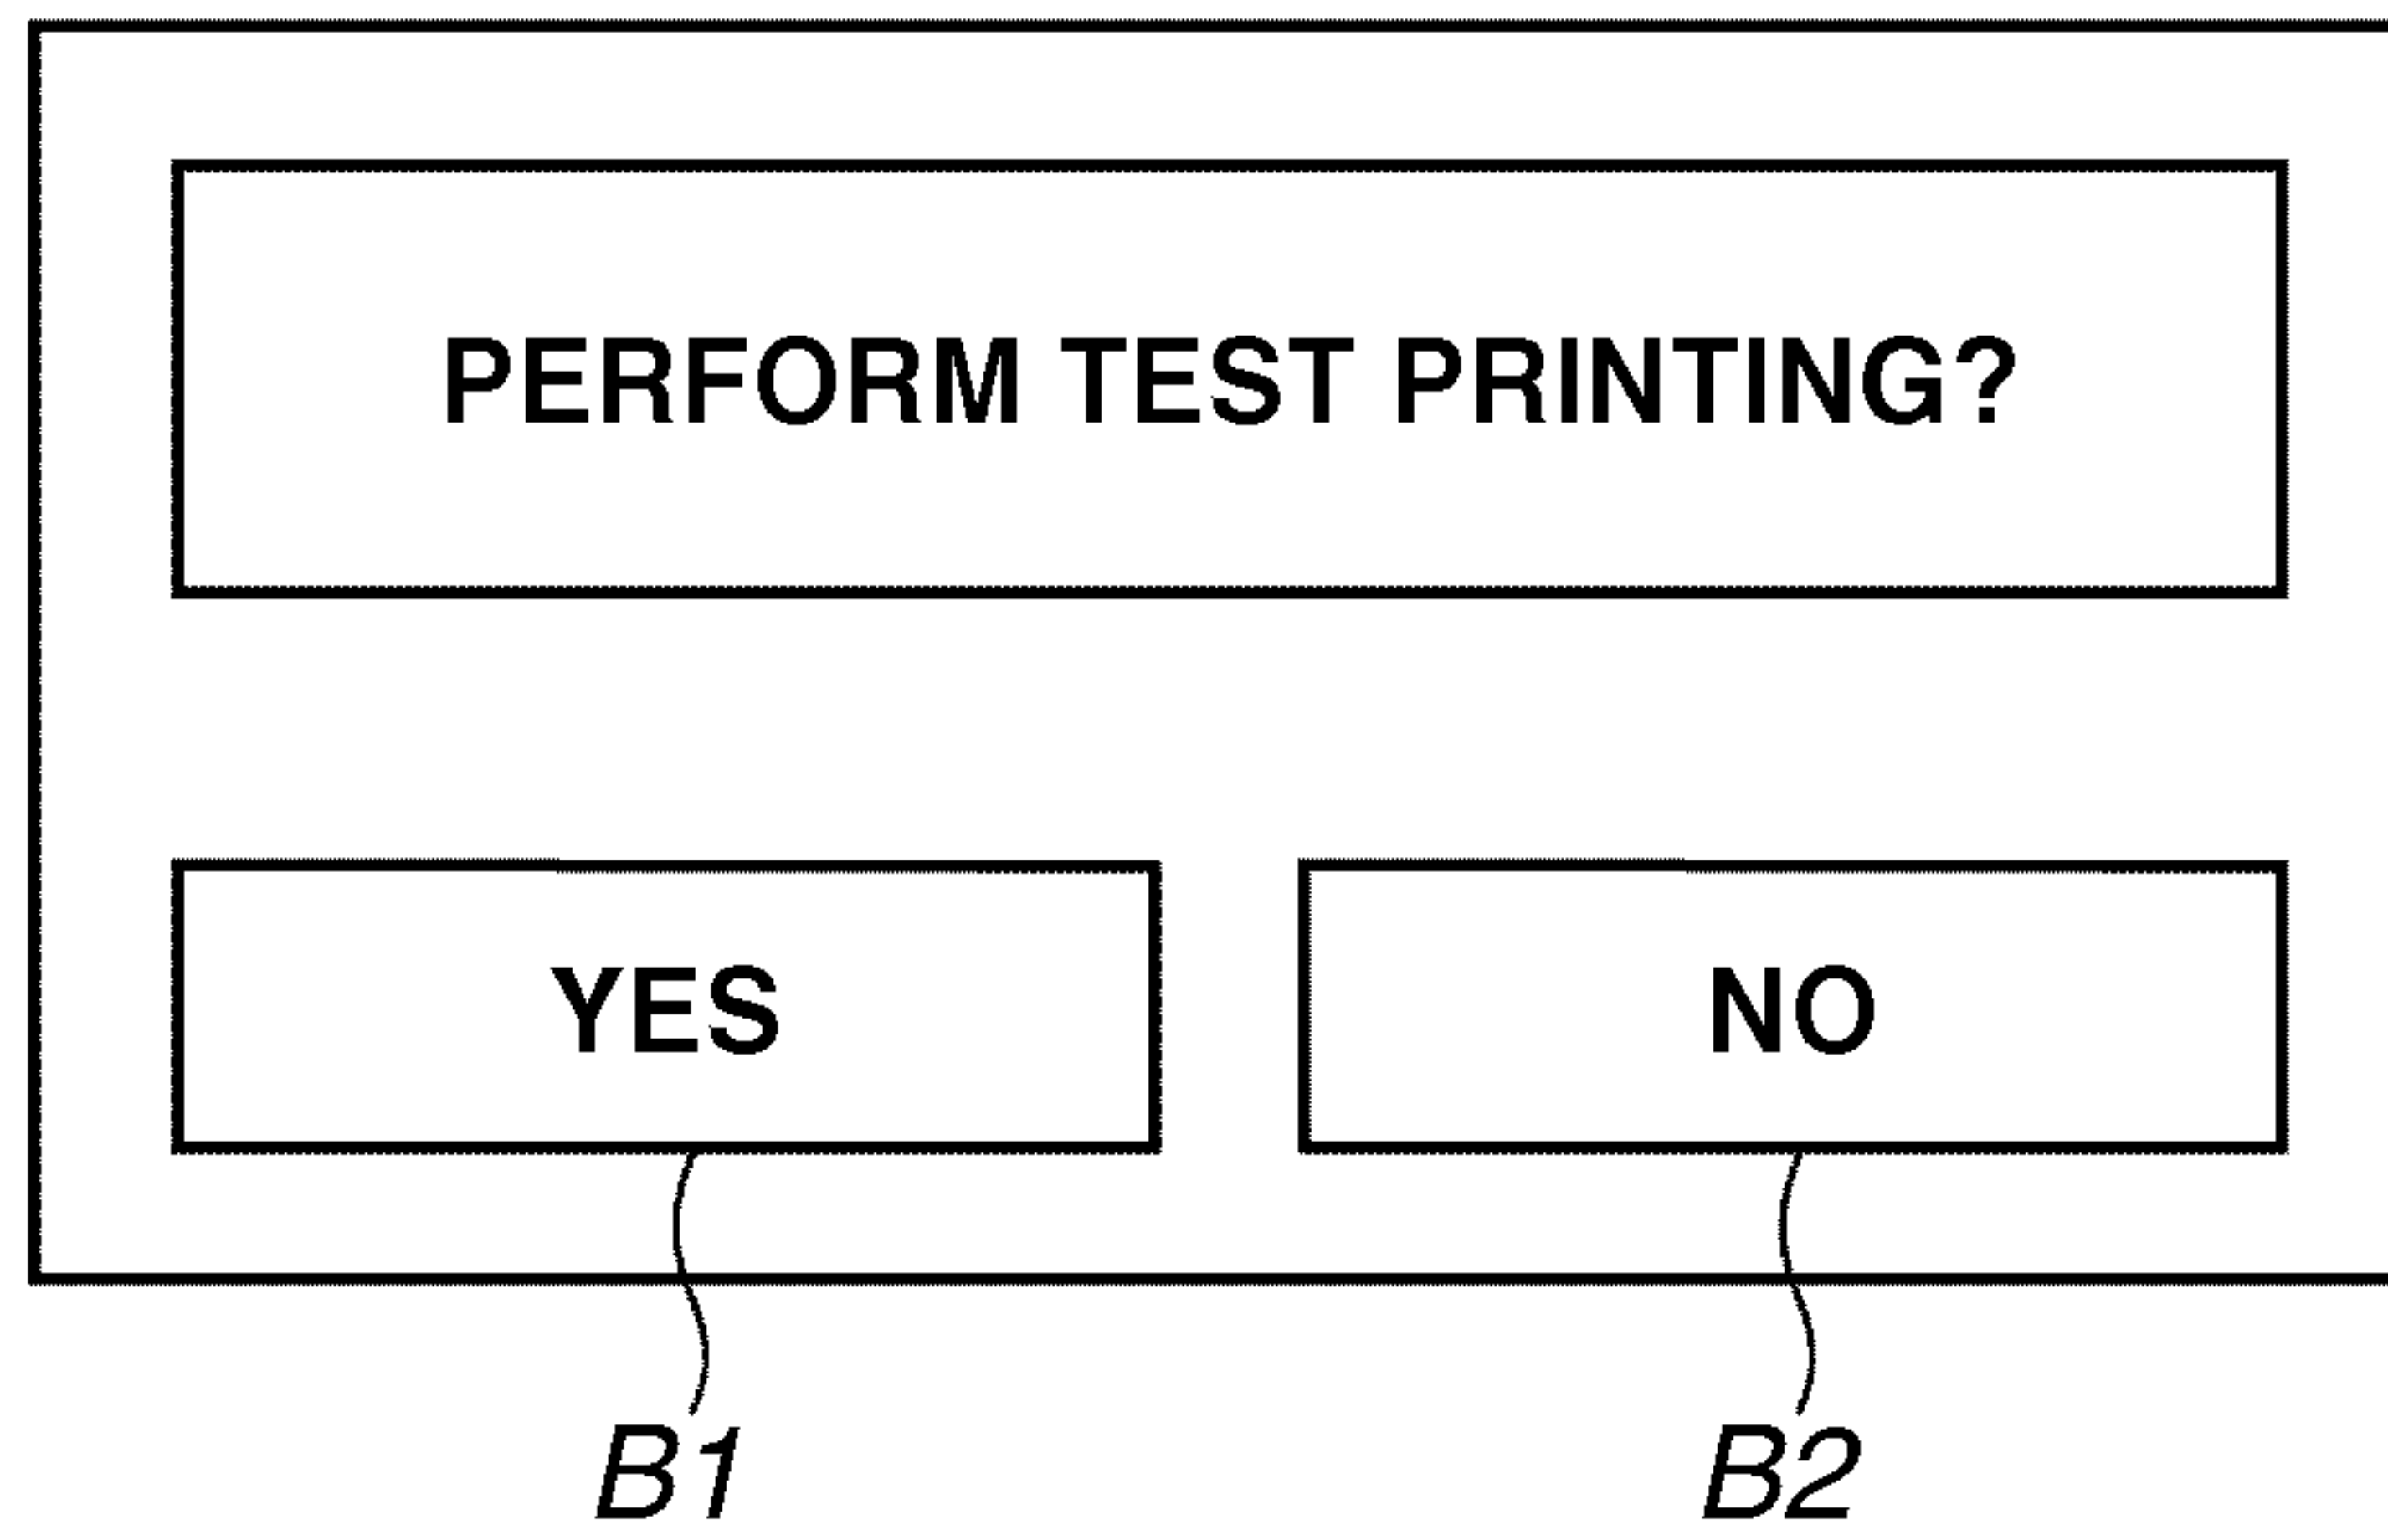 PERFORM TEST PRINTING?
YES NO
B1 B2